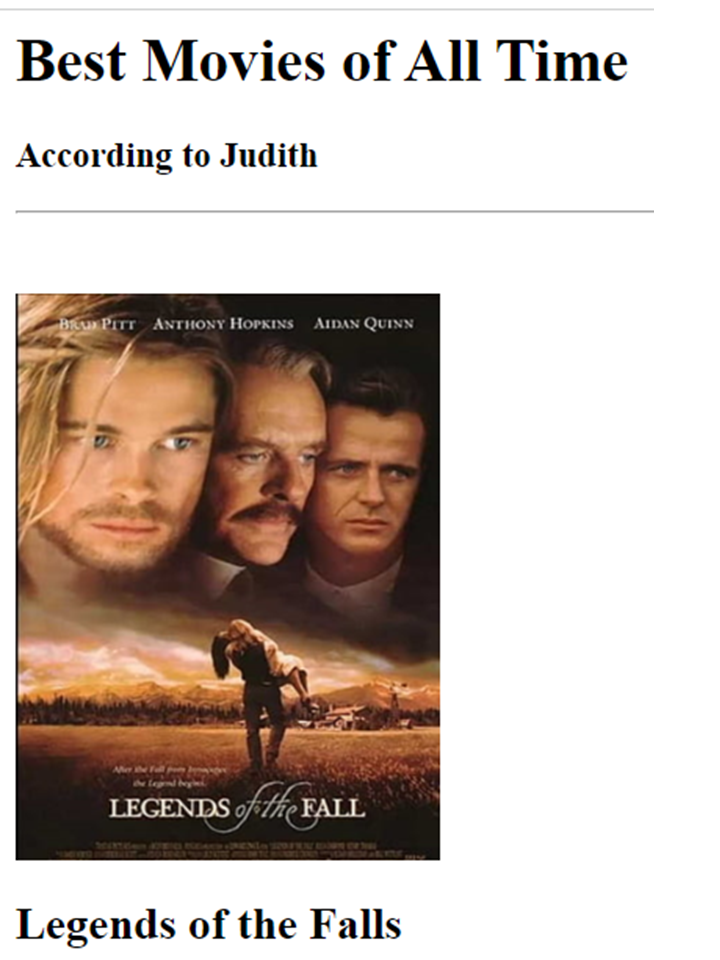 Best Movies of All Time
According to Judith
BRAD PITT ANTHONY HOPKINS AIDAN QUINN
After the Fall from Innocence
the Legend begins.
LEGENDS of the FALL
Legends of the Falls